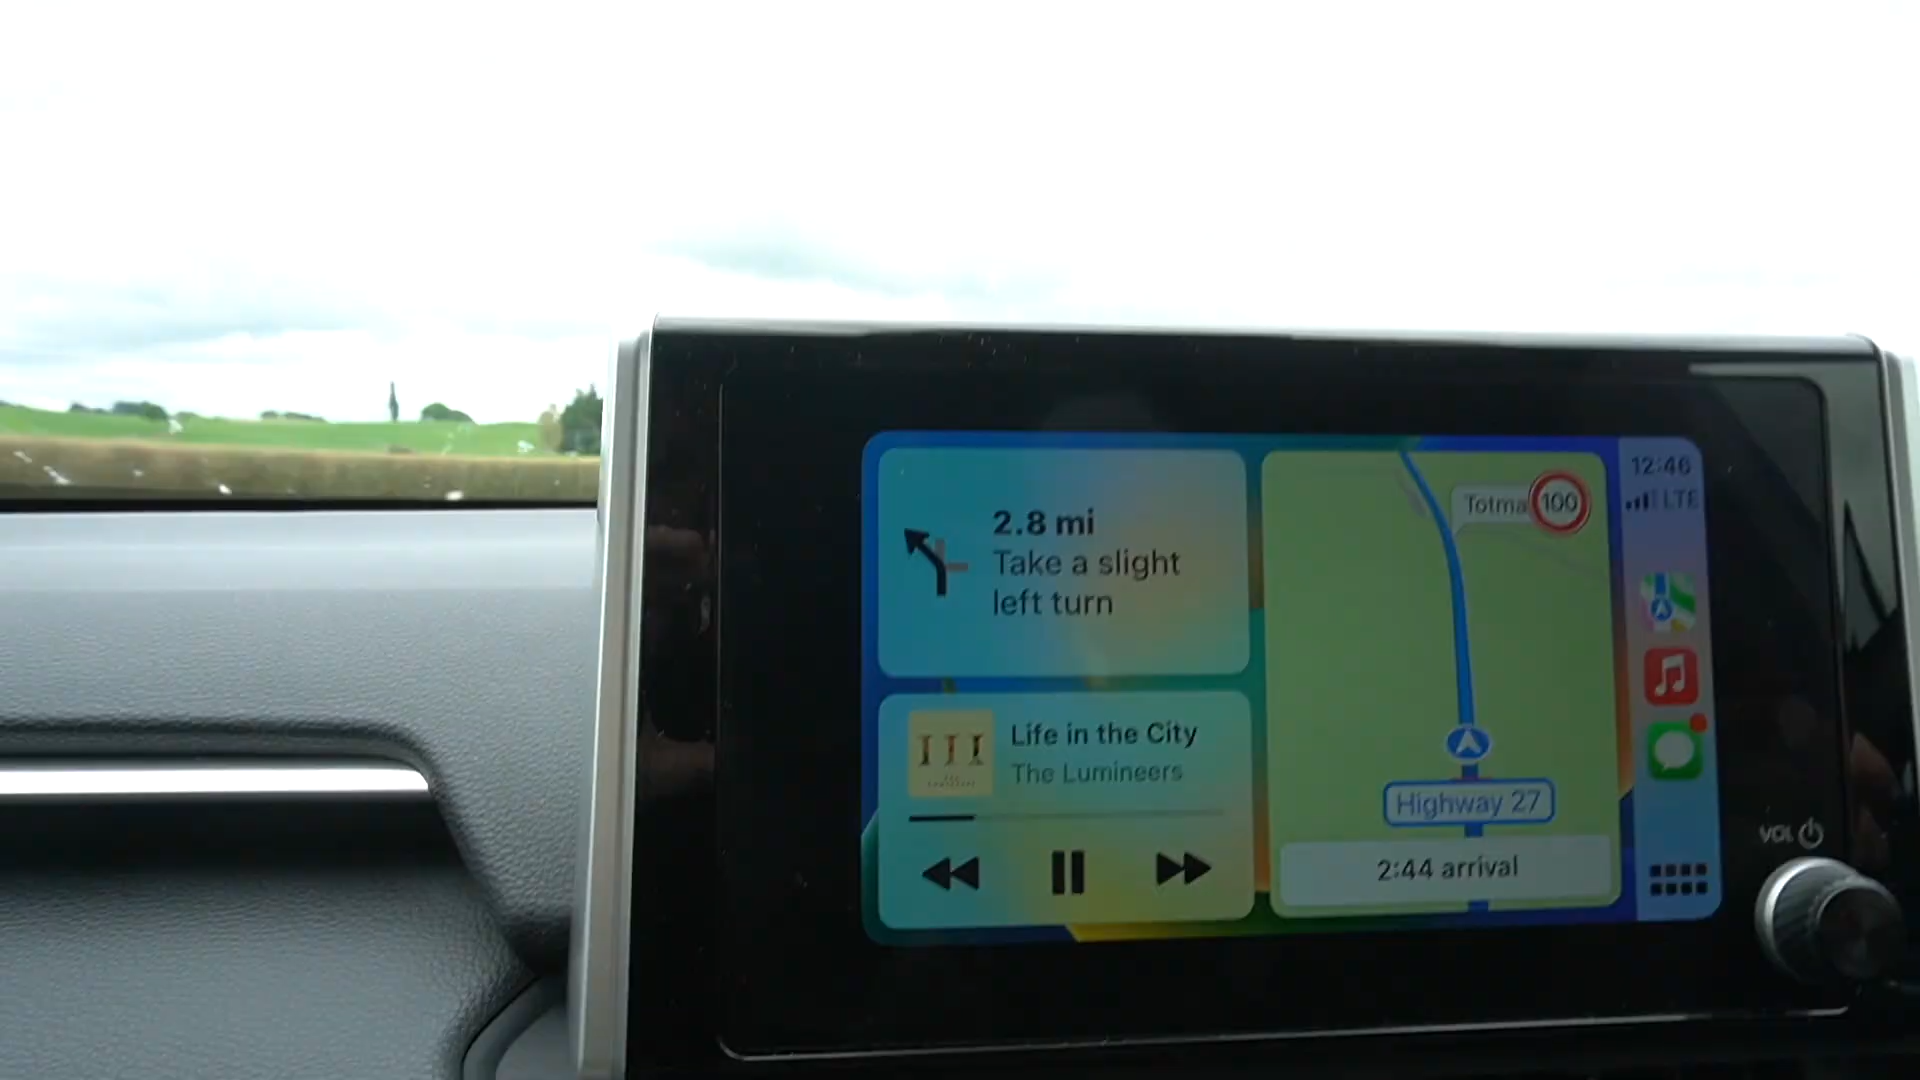 2.8 mi
Take a slight
left turn
Life in the City
The Lumineers
Totma
100
Highway 27
2:44 arrival
12:46
LTE
VOL